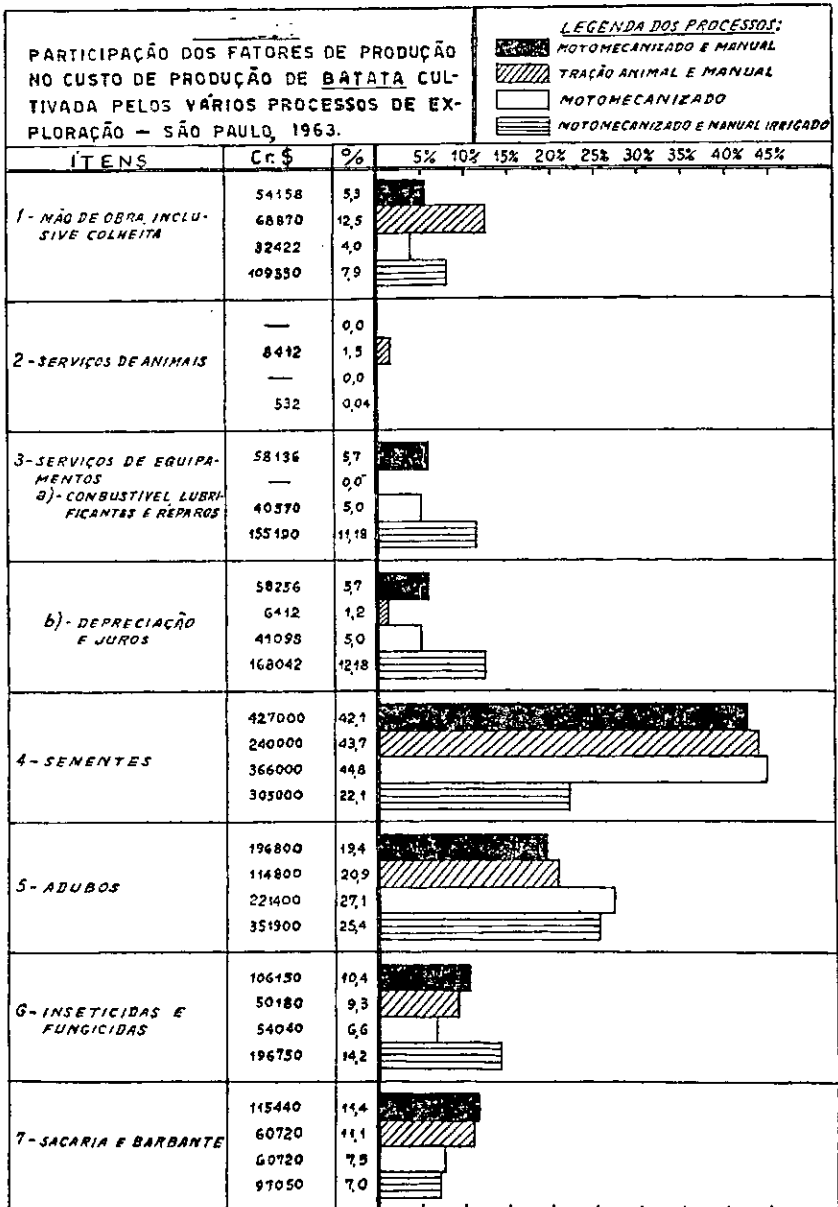 PARTICIPAÇÃO DOS FATORES DE PRODUÇÃO
NO CUSTO DE PRODUÇÃO DE BATATA CUL-
TIVADA PELOS VÁRIOS PROCESSOS DE EX-
PLORAÇÃO — SÃO PAULO, 1963.
LEGENDA DOS PROCESSOS:
MOTOMECANIZADO E MANUAL
TRAÇÃO ANIMAL E MANUAL
MOTOMECANIZADO
MOTOMECANIZADO E MANUAL IRRIGADO
ÍTENS Cr.$ % 5% 10% 15% 20% 25% 30% 35% 40% 45%
1- MÃO DE OBRA, INCLU-
SIVE COLHEITA
54158 5,3
68870 12,5
32422 4,0
109350 7,9
2- SERVIÇOS DE ANIMAIS
— 0,0
8412 1,5
— 0,0
532 0,04
3- SERVIÇOS DE EQUIPA-
MENTOS
a)- COMBUSTÍVEL, LUBRI-
FICANTES E REPAROS
58136 5,7
— 0,0
40570 5,0
155190 11,18
b)- DEPRECIAÇÃO
E JUROS
58256 5,7
6412 1,2
41098 5,0
168042 12,18
4- SEMENTES
427000 42,1
240000 43,7
366000 44,8
305000 22,1
5- ADUBOS
196800 19,4
114800 20,9
221400 27,1
351900 25,4
6- INSETICIDAS E
FUNGICIDAS
106150 10,4
50180 9,3
54040 6,6
196750 14,2
7- SACARIA E BARBANTE
115440 11,4
60720 11,1
60720 7,5
97050 7,0